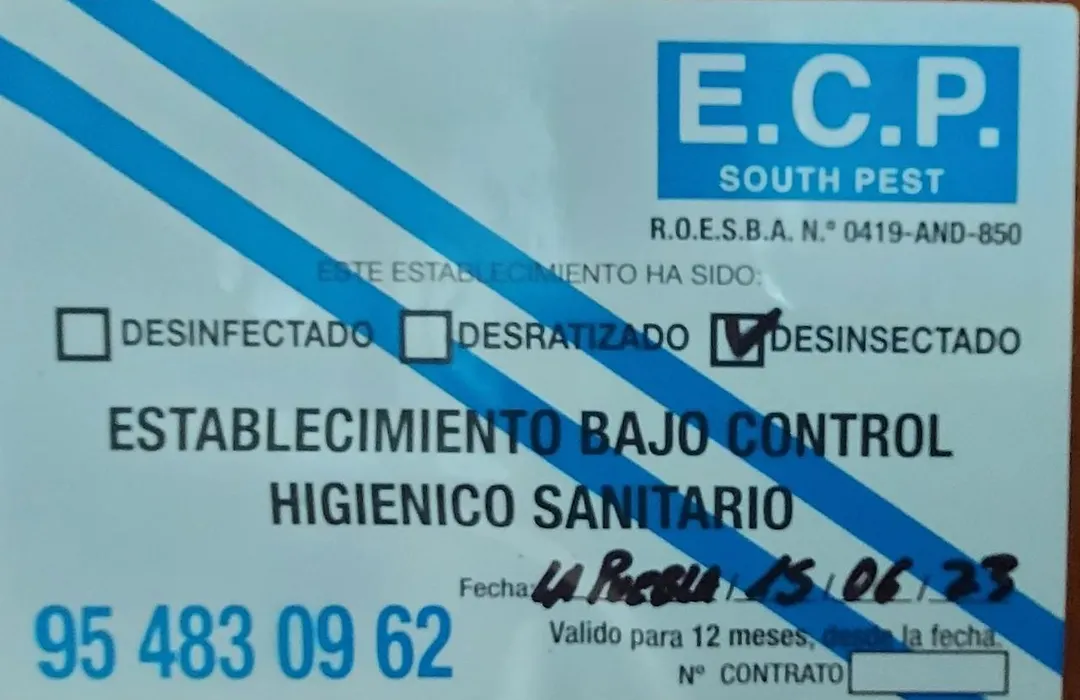 E.C.P.
SOUTH PEST
R.O.E.S.B.A. N.º 0419-AND-850
ESTE ESTABLECIMIENTO HA SIDO:
DESINFECTADO DESRATIZADO DESINSECTADO
ESTABLECIMIENTO BAJO CONTROL
HIGIENICO SANITARIO
Fecha: LA PUEBLA / 15 / 06 / 23
95 483 09 62
Valido para 12 meses, desde la fecha.
Nº CONTRATO